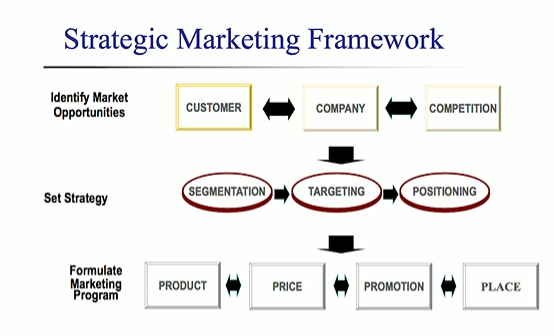 Strategic Marketing Framework
Identify Market
Opportunities
CUSTOMER
COMPANY
COMPETITION
Set Strategy
SEGMENTATION
TARGETING
POSITIONING
Formulate
Marketing
Program
PRODUCT
PRICE
PROMOTION
PLACE